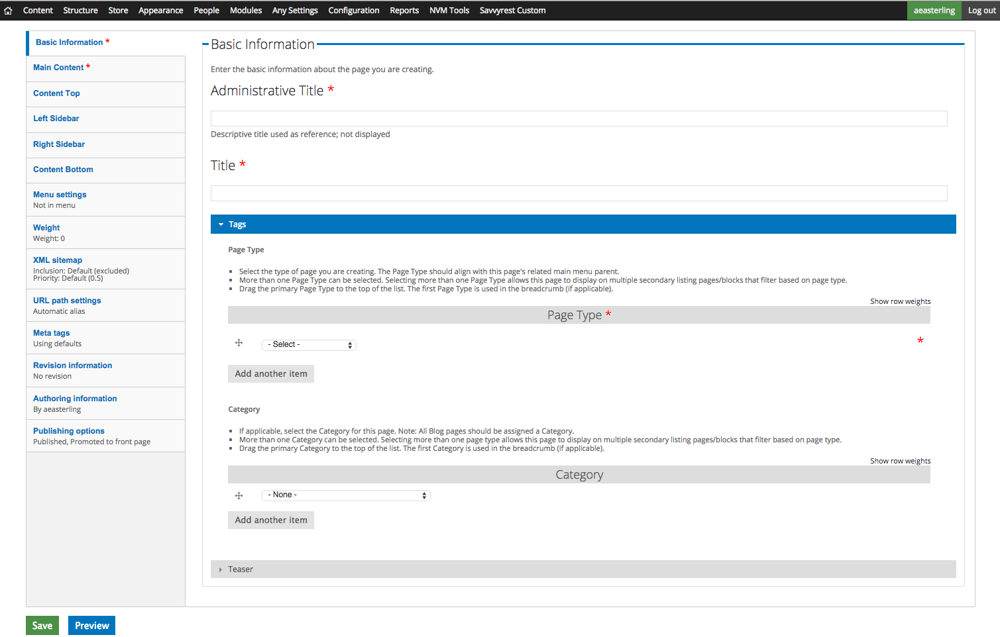 Content Structure Store Appearance People Modules Any Settings Configuration Reports NVM Tools Savvyrest Custom aeasterling Log out
Basic Information *
Main Content *
Content Top
Left Sidebar
Right Sidebar
Content Bottom
Menu settings
Not in menu
Weight
Weight: 0
XML sitemap
Inclusion: Default (excluded)
Priority: Default (0.5)
URL path settings
Automatic alias
Meta tags
Using defaults
Revision information
No revision
Authoring information
By aeasterling
Publishing options
Published, Promoted to front page
Basic Information
Enter the basic information about the page you are creating.
Administrative Title *
Descriptive title used as reference; not displayed
Title *
Tags
Page Type
Select the type of page you are creating. The Page Type should align with this page's related main menu parent.
More than one Page Type can be selected. Selecting more than one Page Type allows this page to display on multiple secondary listing pages/blocks that filter based on page type.
Drag the primary Page Type to the top of the list. The first Page Type is used in the breadcrumb (if applicable).
Show row weights
Page Type *
- Select -
*
Add another item
Category
If applicable, select the Category for this page. Note: All Blog pages should be assigned a Category.
More than one Category can be selected. Selecting more than one page type allows this page to display on multiple secondary listing pages/blocks that filter based on page type.
Drag the primary Category to the top of the list. The first Category is used in the breadcrumb (if applicable).
Show row weights
Category
- None -
Add another item
Teaser
Save Preview